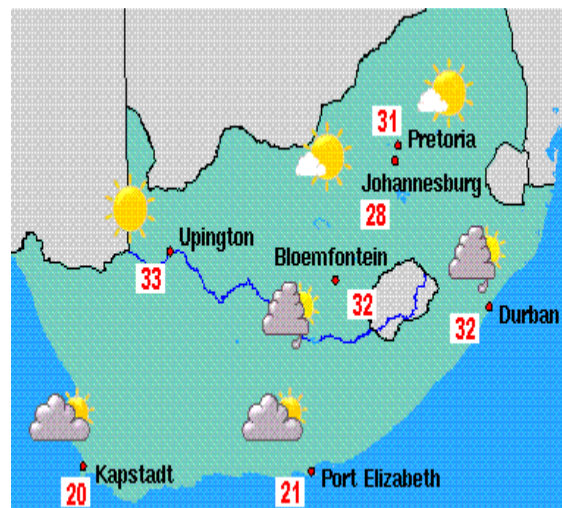 31
Pretoria
Johannesburg
28
Upington
33
Bloemfontein
32
32
Durban
Kapstadt
20
Port Elizabeth
21